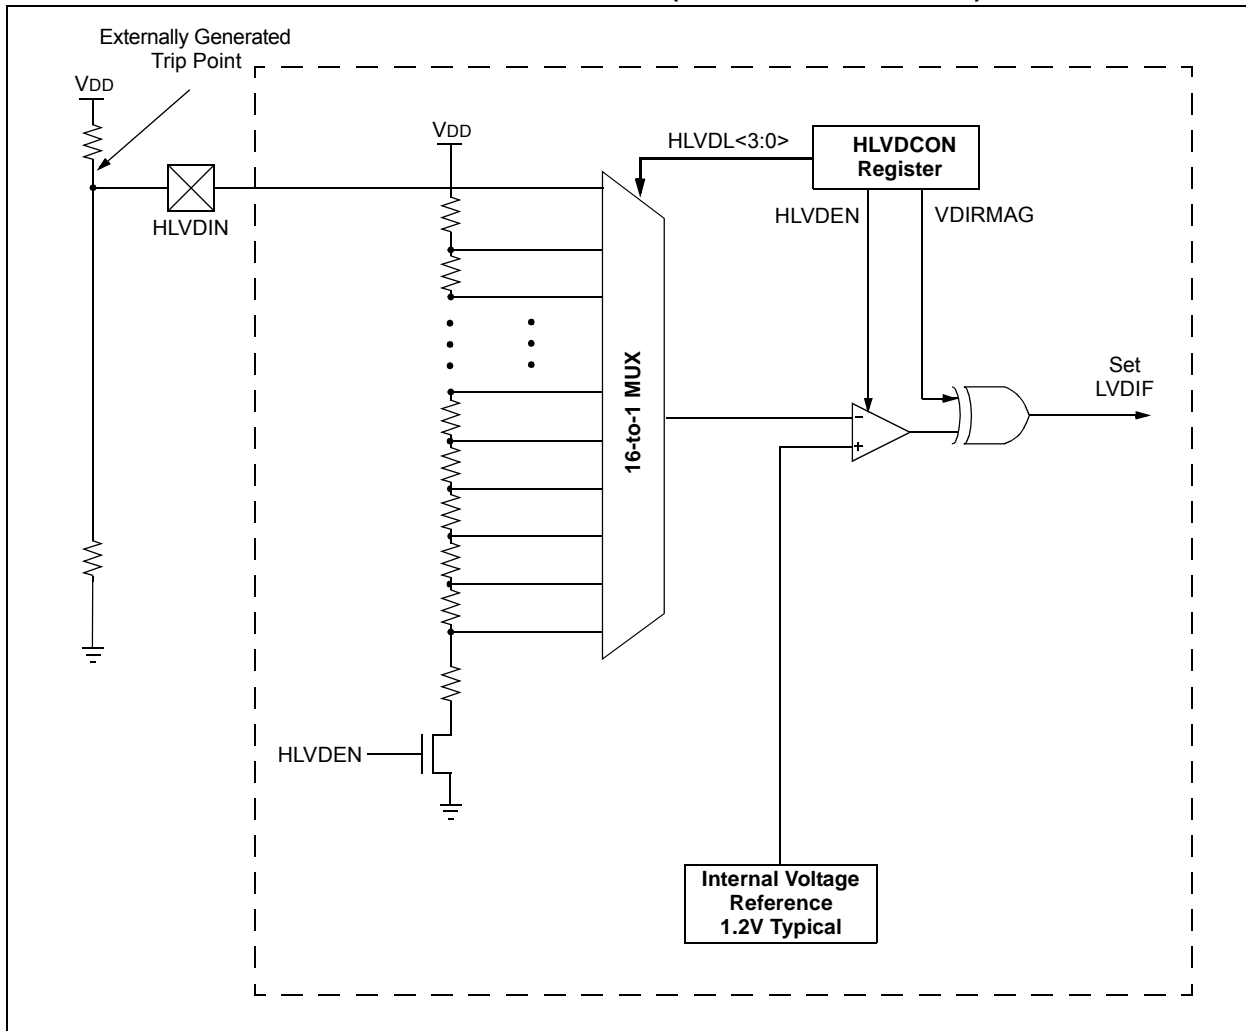 Externally Generated
Trip Point
VDD
VDD
HLVDL<3:0>
HLVDCON
Register
HLVDIN
HLVDEN
VDIRMAG
16-to-1 MUX
Set
LVDIF
–
+
HLVDEN
Internal Voltage
Reference
1.2V Typical